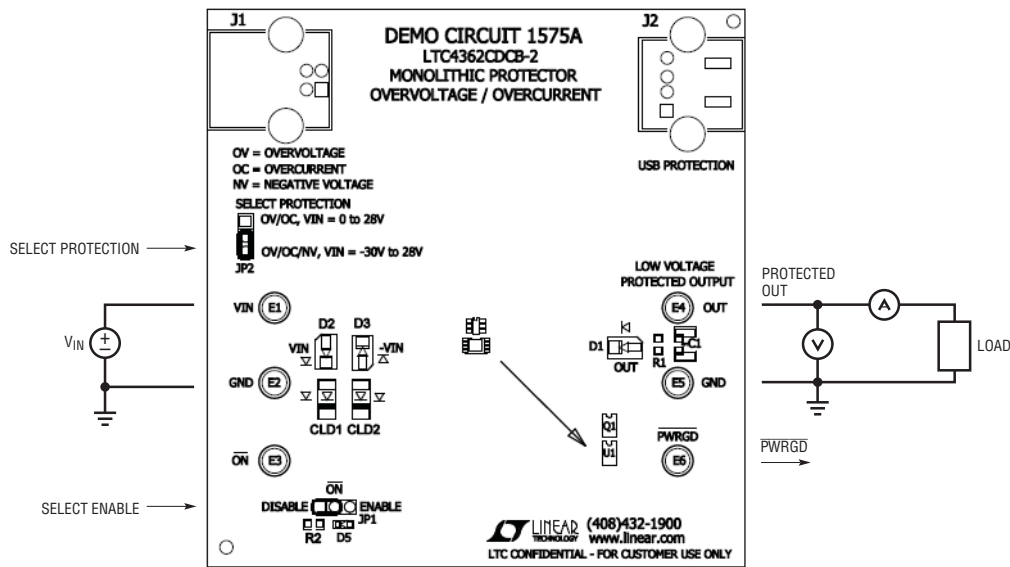 J1
J2
DEMO CIRCUIT 1575A
LTC4362CDCB-2
MONOLITHIC PROTECTOR
OVERVOLTAGE / OVERCURRENT
OV = OVERVOLTAGE
OC = OVERCURRENT
NV = NEGATIVE VOLTAGE
USB PROTECTION
SELECT PROTECTION
OV/OC, VIN = 0 to 28V
SELECT PROTECTION
OV/OC/NV, VIN = -30V to 28V
JP2
LOW VOLTAGE
PROTECTED OUTPUT
PROTECTED
OUT
VIN
E1
E4
OUT
A
D2
D3
VIN
-VIN
D1
OUT
R1
C1
VIN
V
LOAD
GND
E2
E5
GND
CLD1
CLD2
Q1
U1
PWRGD
PWRGD
ON
E3
E6
SELECT ENABLE
ON
DISABLE
ENABLE
JP1
R2
D5
LINEAR
TECHNOLOGY
(408)432-1900
www.linear.com
LTC CONFIDENTIAL - FOR CUSTOMER USE ONLY